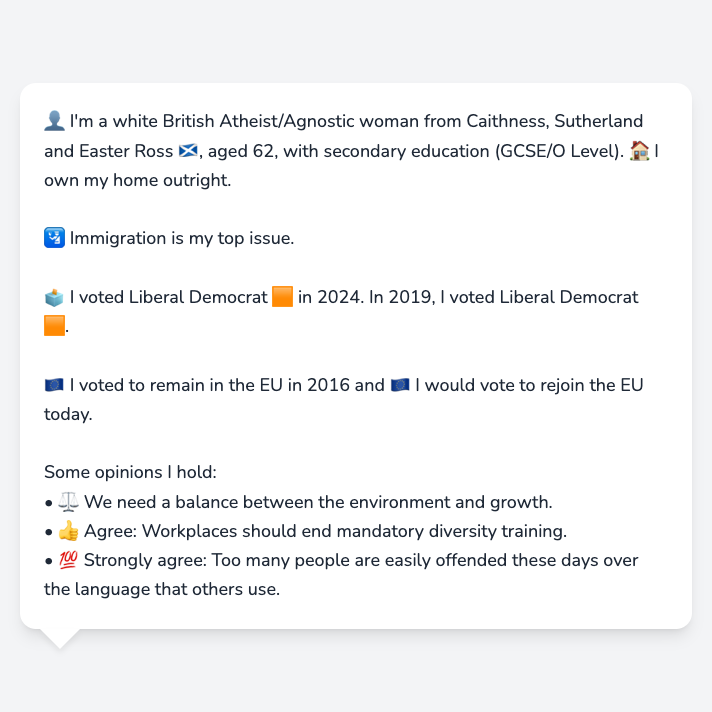 👤 I'm a white British Atheist/Agnostic woman from Caithness, Sutherland
and Easter Ross 🏴󠁧󠁢󠁳󠁣󠁴󠁿, aged 62, with secondary education (GCSE/O Level). 🏠 I
own my home outright.
🛂 Immigration is my top issue.
🗳️ I voted Liberal Democrat 🟧 in 2024. In 2019, I voted Liberal Democrat
🟧.
🇪🇺 I voted to remain in the EU in 2016 and 🇪🇺 I would vote to rejoin the EU
today.
Some opinions I hold:
• ⚖️ We need a balance between the environment and growth.
• 👍 Agree: Workplaces should end mandatory diversity training.
• 💯 Strongly agree: Too many people are easily offended these days over
the language that others use.